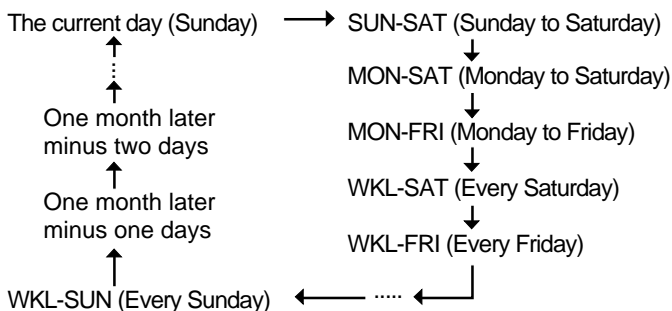 The current day (Sunday)
SUN-SAT (Sunday to Saturday)
MON-SAT (Monday to Saturday)
MON-FRI (Monday to Friday)
WKL-SAT (Every Saturday)
WKL-FRI (Every Friday)
.....
WKL-SUN (Every Sunday)
One month later
minus one days
One month later
minus two days
.....